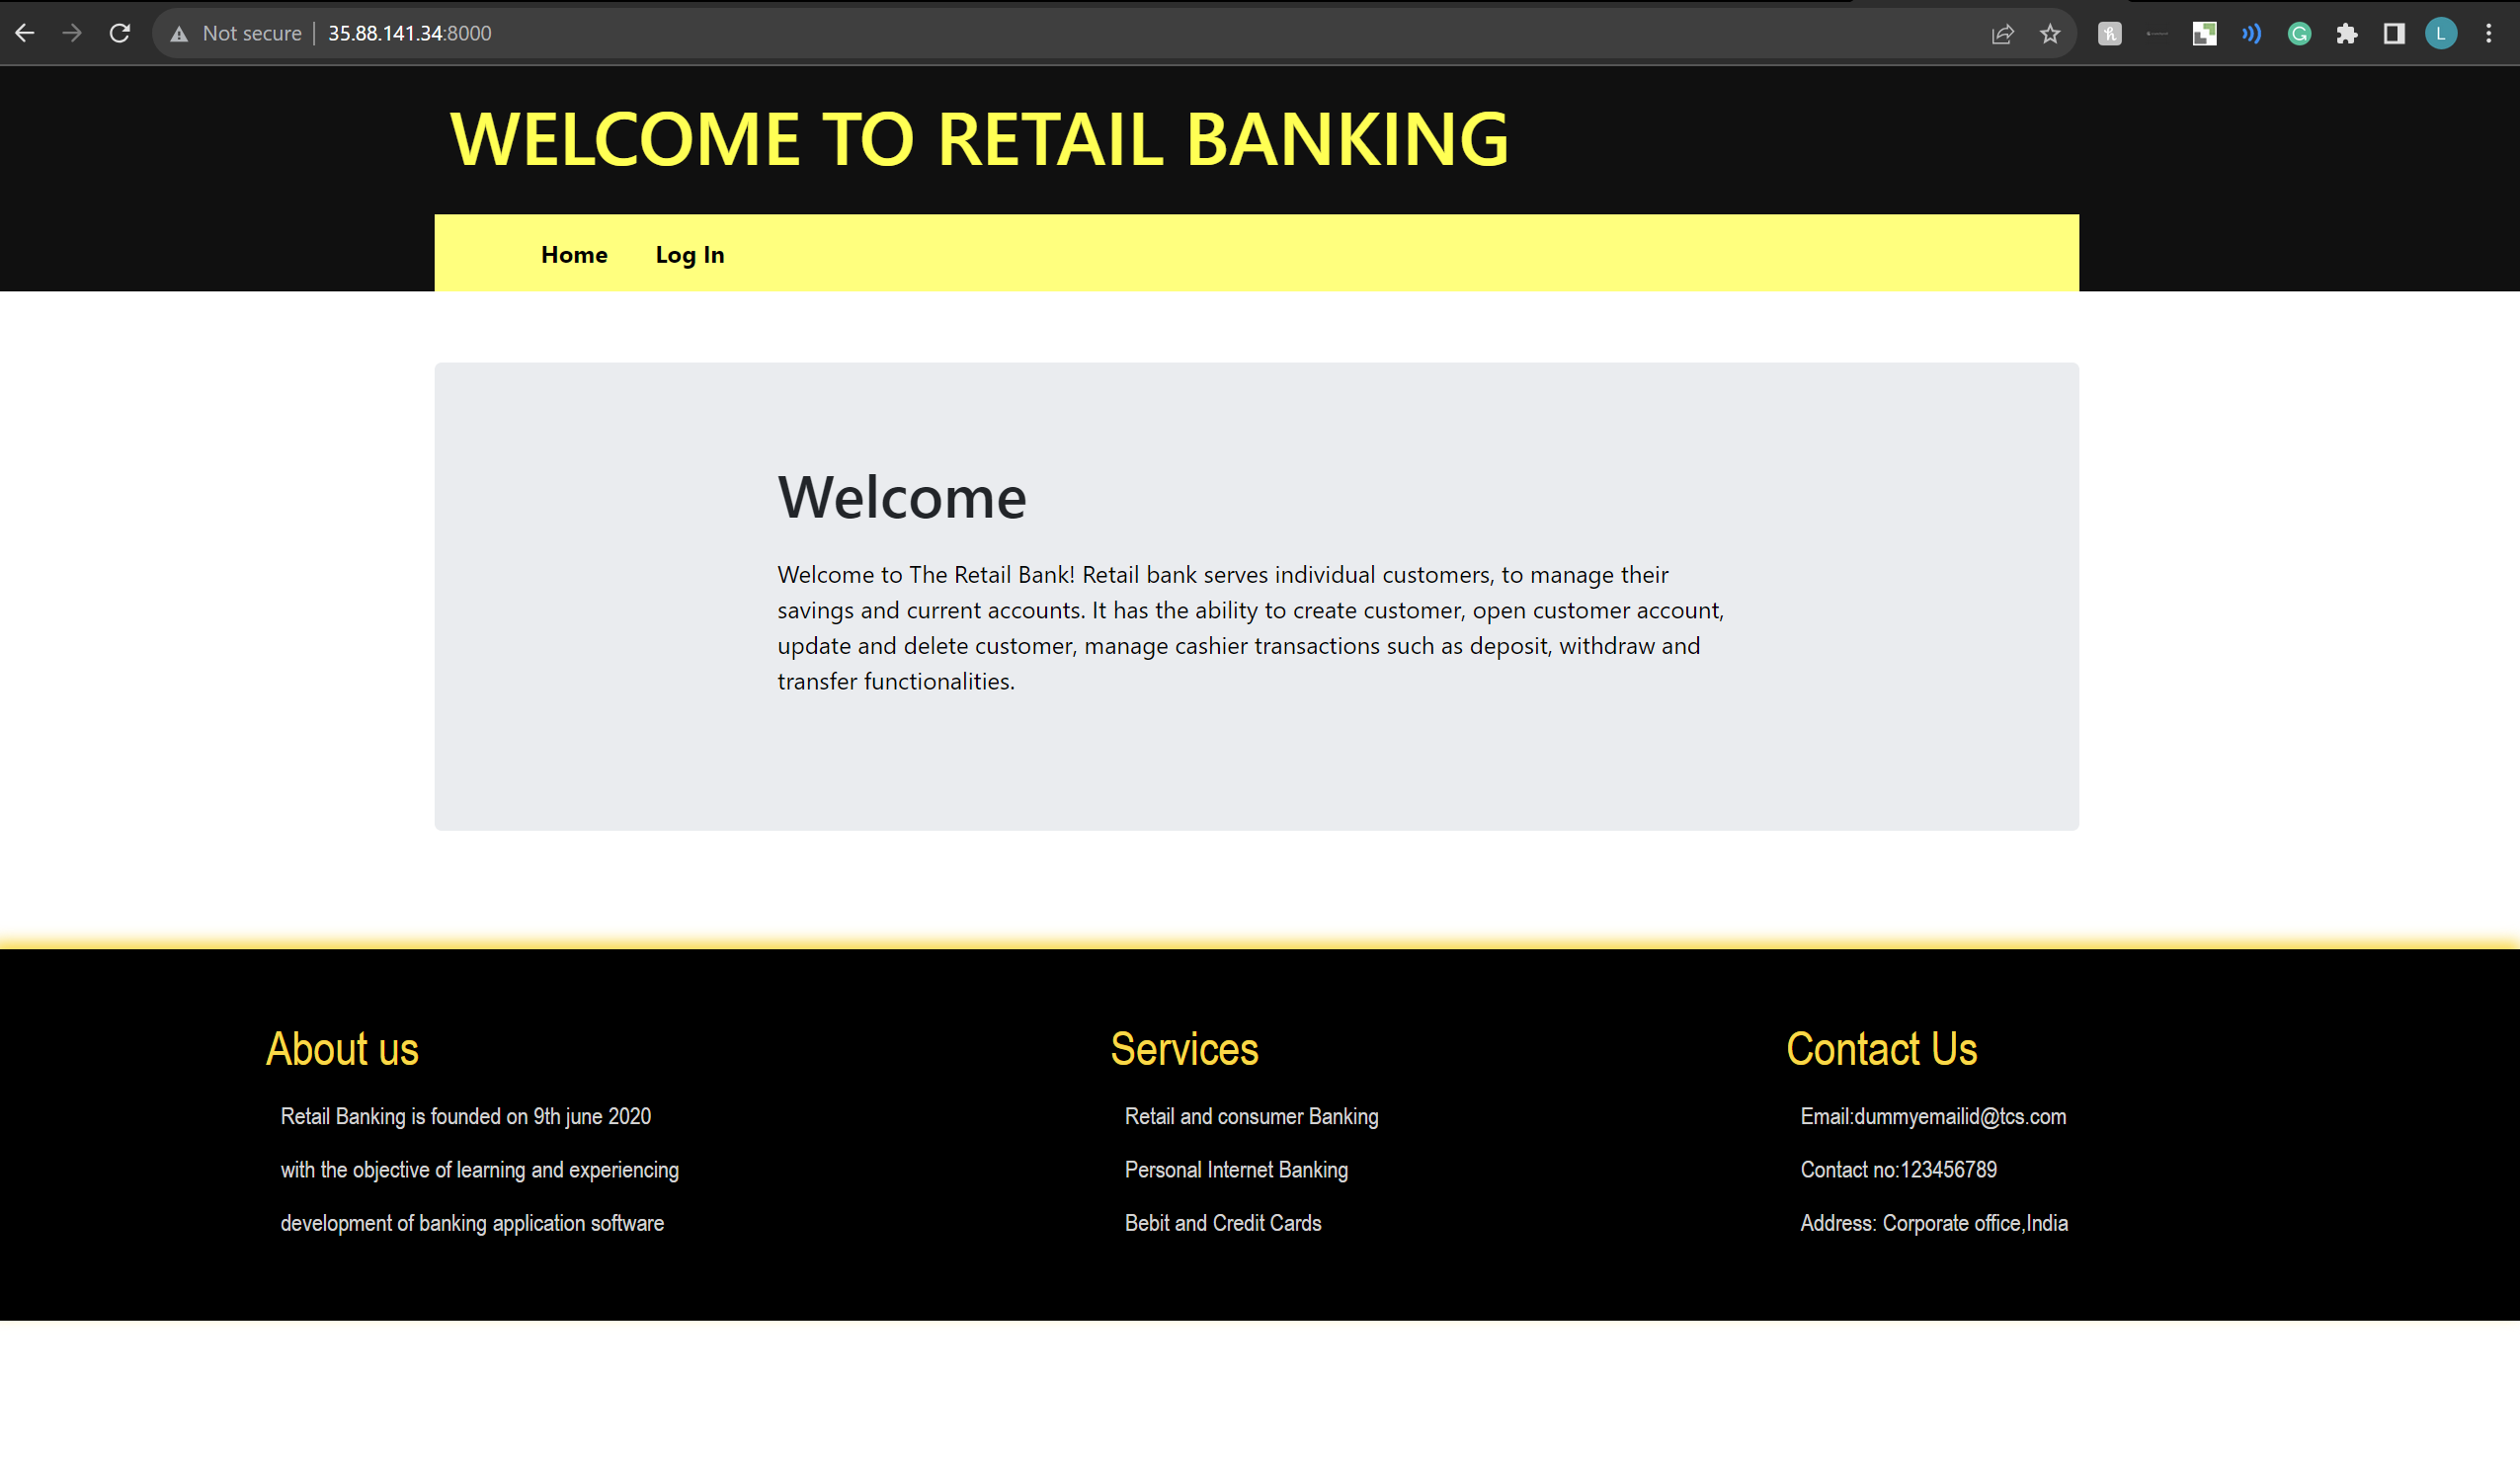 Not secure 35.88.141.34:8000
L
WELCOME TO RETAIL BANKING
Home Log In
Welcome
Welcome to The Retail Bank! Retail bank serves individual customers, to manage their
savings and current accounts. It has the ability to create customer, open customer account,
update and delete customer, manage cashier transactions such as deposit, withdraw and
transfer functionalities.
About us
Retail Banking is founded on 9th june 2020
with the objective of learning and experiencing
development of banking application software
Services
Retail and consumer Banking
Personal Internet Banking
Bebit and Credit Cards
Contact Us
Email:dummyemailid@tcs.com
Contact no:123456789
Address: Corporate office,India